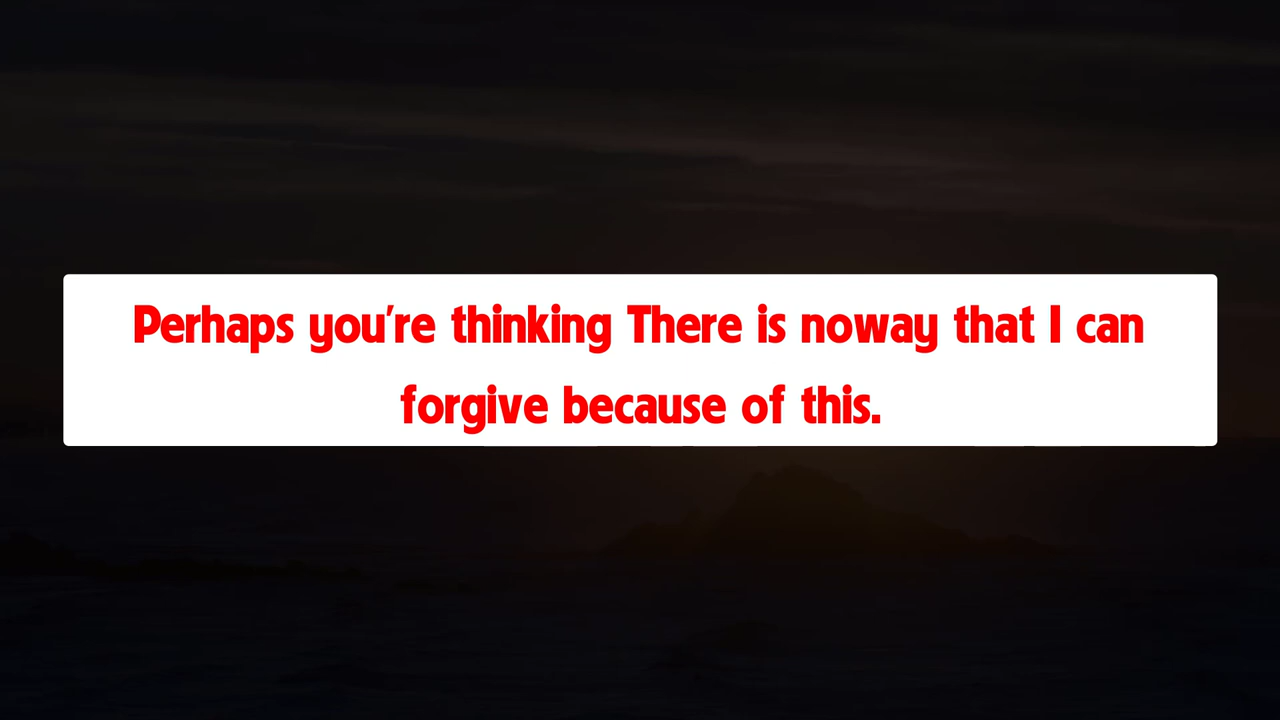 Perhaps you're thinking There is noway that I can
forgive because of this.